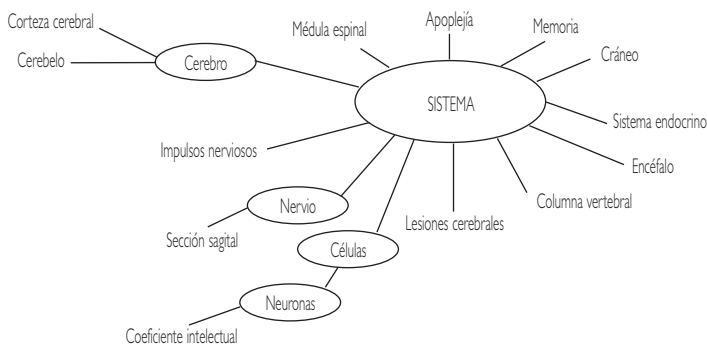 Corteza cerebral
Cerebelo
Cerebro
Médula espinal
Apoplejía
Memoria
Cráneo
SISTEMA
Sistema endocrino
Encéfalo
Columna vertebral
Lesiones cerebrales
Impulsos nerviosos
Nervio
Sección sagital
Células
Neuronas
Coeficiente intelectual